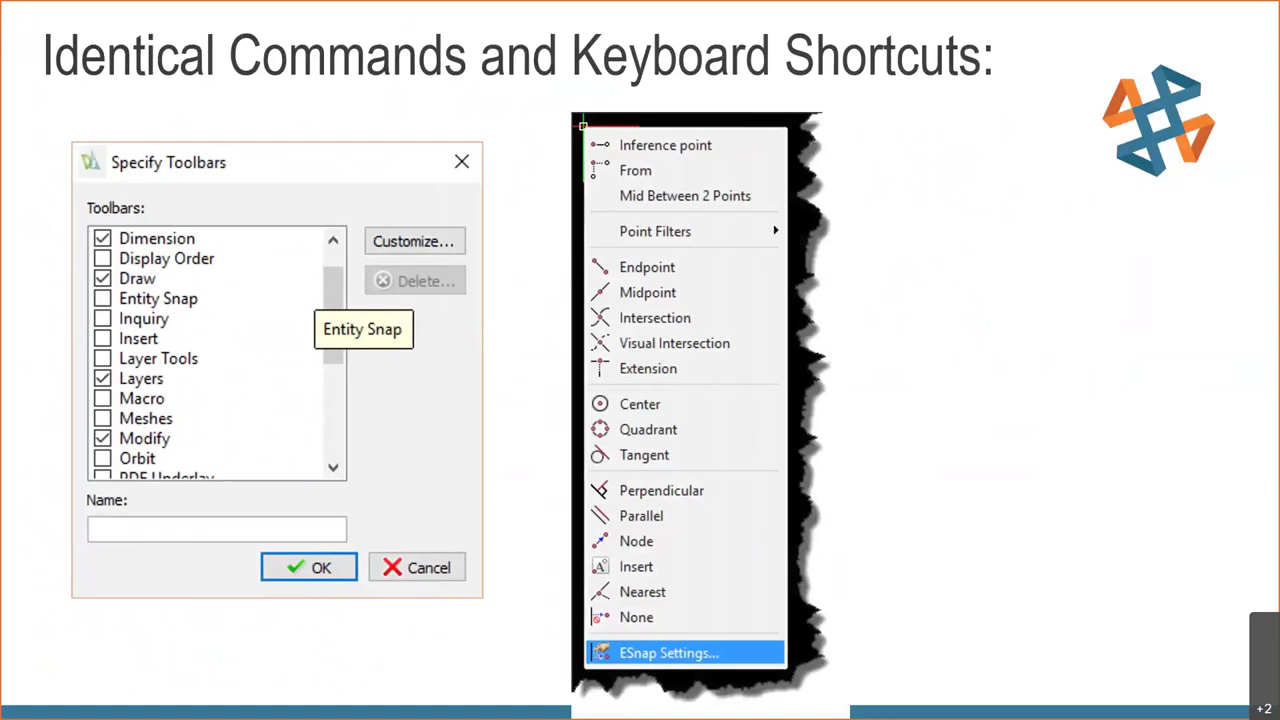 Identical Commands and Keyboard Shortcuts:
Specify Toolbars
Toolbars:
Dimension
Display Order
Draw
Entity Snap
Inquiry
Insert
Layer Tools
Layers
Macro
Meshes
Modify
Orbit
PDF Underlay
Customize...
Delete...
Entity Snap
Name:
OK
Cancel
Inference point
From
Mid Between 2 Points
Point Filters
Endpoint
Midpoint
Intersection
Visual Intersection
Extension
Center
Quadrant
Tangent
Perpendicular
Parallel
Node
Insert
Nearest
None
ESnap Settings...
+2